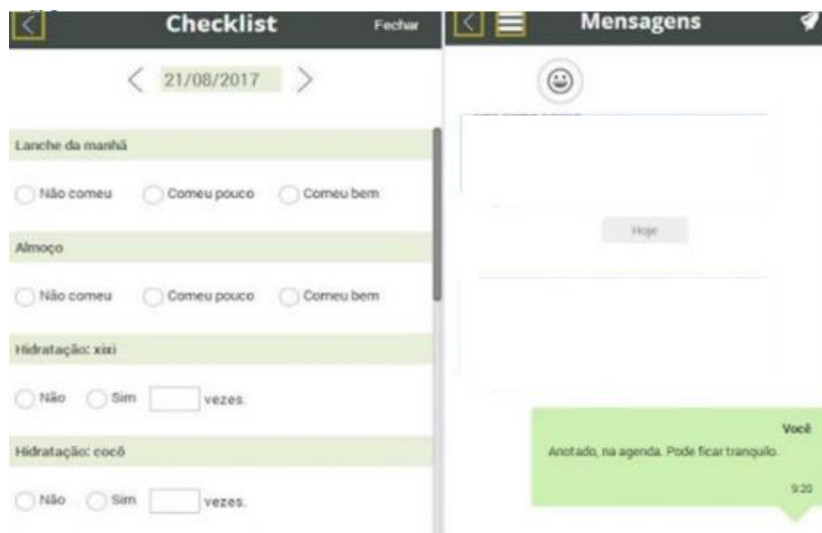 Checklist
Fechar
21/08/2017
Lanche da manhã
Não comeu Comeu pouco Comeu bem
Almoço
Não comeu Comeu pouco Comeu bem
Hidratação: xixi
Não Sim vezes.
Hidratação: cocô
Não Sim vezes.
Mensagens
Hoje
Você
Anotado, na agenda. Pode ficar tranquilo.
9:20